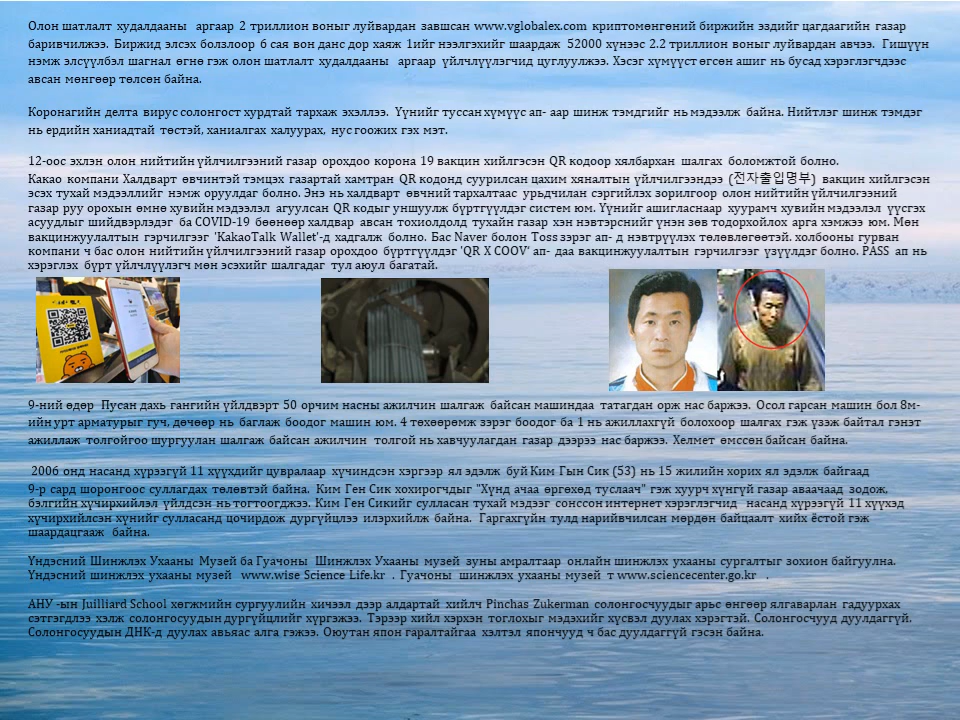 Олон шатлалт худалдааны аргаар 2 триллион воныг луйвардан завшсан www.vglobalex.com криптомөнгөний биржийн эздийг цагдаагийн газар
баривчилжээ. Биржид элсэх болзлоор 6 сая вон данс дор хаяж 1ийг нээлгэхийг шаардаж 52000 хүнээс 2.2 триллион воныг луйвардан авчээ. Гишүүн
нэмж элсүүлбэл шагнал өгнө гэж олон шатлалт худалдааны аргаар үйлчлүүлэгчид цуглуулжээ. Хэсэг хүмүүст өгсөн ашиг нь бусад хэрэглэгчдээс
авсан мөнгөөр төлсөн байна.
Коронагийн дельта вирус солонгост хурдтай тархаж эхэллээ. Үүнийг туссан хүмүүс ап- аар шинж тэмдгийг нь мэдээлж байна. Нийтлэг шинж тэмдэг
нь ердийн ханиадтай төстэй, ханиалгах халуурах, нус гоожих гэх мэт.
12-оос эхлэн олон нийтийн үйлчилгээний газар орохдоо корона 19 вакцин хийлгэсэн QR кодоор хялбархан шалгах боломжтой болно.
Какао компани Халдварт өвчинтэй тэмцэх газартай хамтран QR кодонд суурилсан цахим хяналтын үйлчилгээндээ (전자출입명부) вакцин хийлгэсэн
эсэх тухай мэдээллийг нэмж оруулдаг болно. Энэ нь халдварт өвчний тархалтаас урьдчилан сэргийлэх зорилгоор олон нийтийн үйлчилгээний
газар руу орохын өмнө хувийн мэдээлэл агуулсан QR кодыг уншуулж бүртгүүлдэг систем юм. Үүнийг ашигласнаар хуурамч хувийн мэдээлэл үүсгэх
асуудлыг шийдвэрлэдэг ба COVID-19 бөөнөөр халдвар авсан тохиолдолд тухайн газар хэн нэвтэрснийг үнэн зөв тодорхойлох арга хэмжээ юм. Мөн
вакцинжуулалтын гэрчилгээг 'KakaoTalk Wallet'-д хадгалж болно. Бас Naver болон Toss зэрэг ап- д нэвтрүүлэх төлөвлөгөөтэй. холбооны гурван
компани ч бас олон нийтийн үйлчилгээний газар орохдоо бүртгүүлдэг 'QR X COOV' ап- даа вакцинжуулалтын гэрчилгээг үзүүлдэг болно. PASS ап нь
хэрэглэх бүрт үйлчлүүлэгч мөн эсэхийг шалгадаг тул аюул багатай.
9-ний өдөр Пусан дахь гангийн үйлдвэрт 50 орчим насны ажилчин шалгаж байсан машиндаа татагдан орж нас баржээ. Осол гарсан машин бол 8м-
ийн урт арматурыг гуч, дөчөөр нь баглаж боодог машин юм. 4 төхөөрөмж зэрэг боодог ба 1 нь ажиллахгүй болохоор шалгах гэж үзэж байтал гэнэт
ажиллаж толгойгоо шургуулан шалгаж байсан ажилчин толгой нь хавчуулагдан газар дээрээ нас баржээ. Хелмет өмссөн байсан байна.
2006 онд насанд хүрээгүй 11 хүүхдийг цувралаар хүчиндсэн хэргээр ял эдэлж буй Ким Гын Сик (53) нь 15 жилийн хорих ял эдэлж байгаад
9-р сард шоронгоос суллагдах төлөвтэй байна. Ким Ген Сик хохирогчдыг "Хүнд ачаа өргөхөд туслаач" гэж хуурч хүнгүй газар аваачаад зодож,
бэлгийн хүчирхийлэл үйлдсэн нь тогтоогджээ. Ким Ген Сикийг сулласан тухай мэдээг сонссон интернет хэрэглэгчид насанд хүрээгүй 11 хүүхэд
хүчирхийлсэн хүнийг сулласанд цочирдож дургүйцлээ илэрхийлж байна. Гаргахгүйн тулд нарийвчилсан мөрдөн байцаалт хийх ёстой гэж
шаардацгааж байна.
Үндэсний Шинжлэх Ухааны Музей ба Гуачоны Шинжлэх Ухааны музей зуны амралтаар онлайн шинжлэх ухааны сургалтыг зохион байгуулна.
Үндэсний шинжлэх ухааны музей www.wise Science Life.kr . Гуачоны шинжлэх ухааны музей т www.sciencecenter.go.kr .
АНУ -ын Juilliard School хөгжмийн сургуулийн хичээл дээр алдартай хийлч Pinchas Zukerman солонгосчуудыг арьс өнгөөр ялгаварлан гадуурхах
сэтгэгдлээ хэлж солонгосуудын дургүйцлийг хүргэжээ. Тэрээр хийл хэрхэн тоглохыг мэдэхийг хүсвэл дуулах хэрэгтэй. Солонгосчууд дуулдаггүй.
Солонгосуудын ДНК-д дуулах авьяас алга гэжээ. Оюутан япон гаралтайгаа хэлтэл япончууд ч бас дуулдаггүй гэсэн байна.